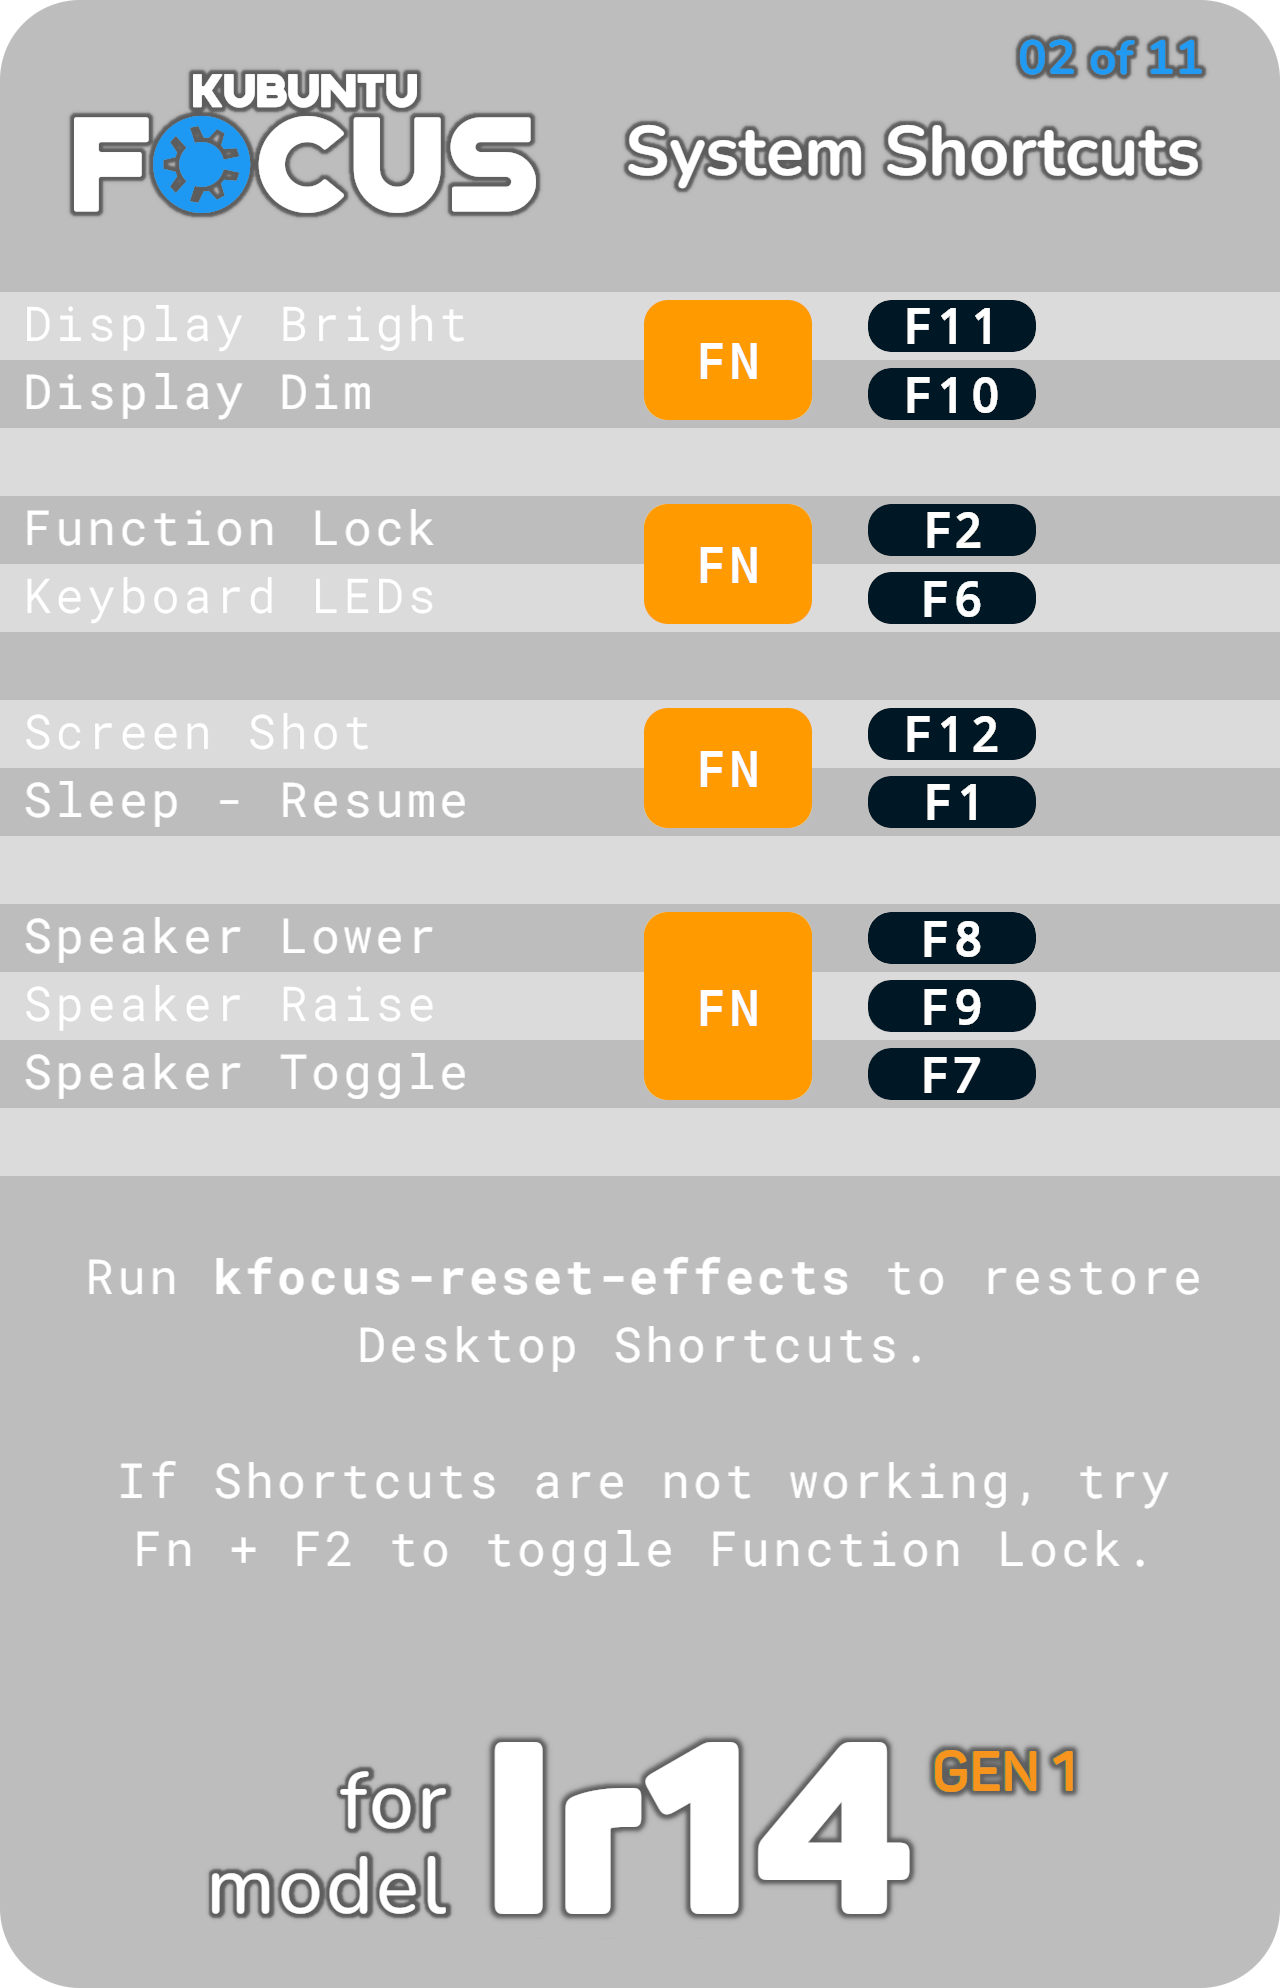 02 of 11
KUBUNTU
FOCUS
System Shortcuts
Display Bright FN F11
Display Dim F10
Function Lock FN F2
Keyboard LEDs F6
Screen Shot FN F12
Sleep - Resume F1
Speaker Lower F8
Speaker Raise FN F9
Speaker Toggle F7
Run kfocus-reset-effects to restore
Desktop Shortcuts.
If Shortcuts are not working, try
Fn + F2 to toggle Function Lock.
for
model
Ir14 GEN 1